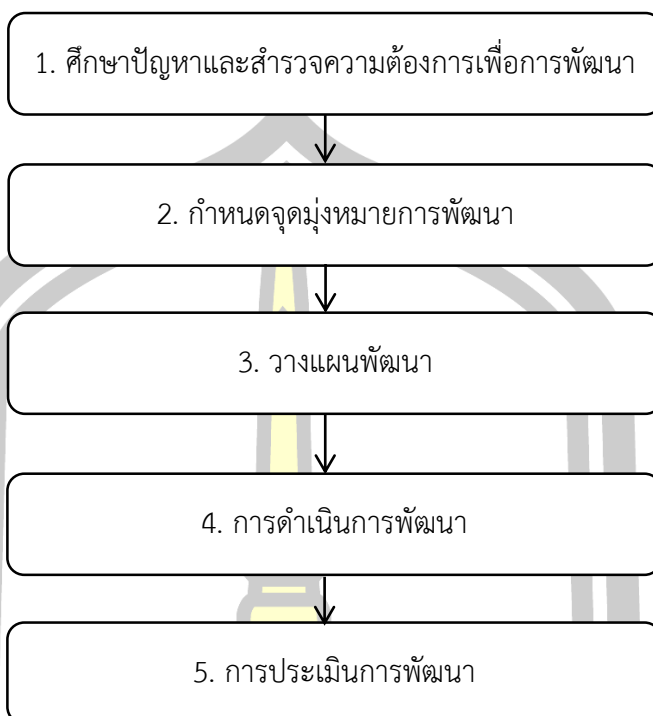 1. ศึกษาปัญหาและสำรวจความต้องการเพื่อการพัฒนา
2. กำหนดจุดมุ่งหมายการพัฒนา
3. วางแผนพัฒนา
4. การดำเนินการพัฒนา
5. การประเมินการพัฒนา